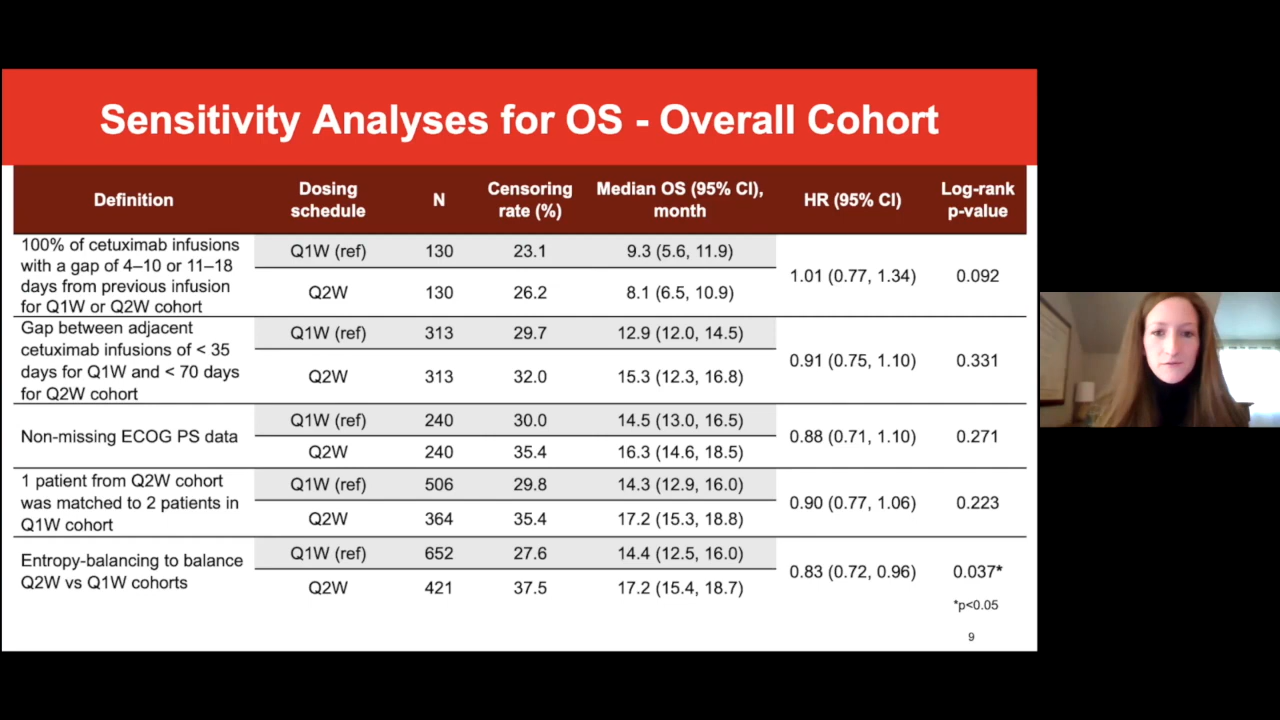 Sensitivity Analyses for OS - Overall Cohort
Definition
Dosing
schedule
N
Censoring
rate (%)
Median OS (95% CI),
month
HR (95% CI)
Log-rank
p-value
100% of cetuximab infusions
with a gap of 4–10 or 11–18
days from previous infusion
for Q1W or Q2W cohort
Q1W (ref) 130 23.1 9.3 (5.6, 11.9)
Q2W 130 26.2 8.1 (6.5, 10.9)
1.01 (0.77, 1.34) 0.092
Gap between adjacent
cetuximab infusions of < 35
days for Q1W and < 70 days
for Q2W cohort
Q1W (ref) 313 29.7 12.9 (12.0, 14.5)
Q2W 313 32.0 15.3 (12.3, 16.8)
0.91 (0.75, 1.10) 0.331
Non-missing ECOG PS data
Q1W (ref) 240 30.0 14.5 (13.0, 16.5)
Q2W 240 35.4 16.3 (14.6, 18.5)
0.88 (0.71, 1.10) 0.271
1 patient from Q2W cohort
was matched to 2 patients in
Q1W cohort
Q1W (ref) 506 29.8 14.3 (12.9, 16.0)
Q2W 364 35.4 17.2 (15.3, 18.8)
0.90 (0.77, 1.06) 0.223
Entropy-balancing to balance
Q2W vs Q1W cohorts
Q1W (ref) 652 27.6 14.4 (12.5, 16.0)
Q2W 421 37.5 17.2 (15.4, 18.7)
0.83 (0.72, 0.96) 0.037*
*p<0.05
9